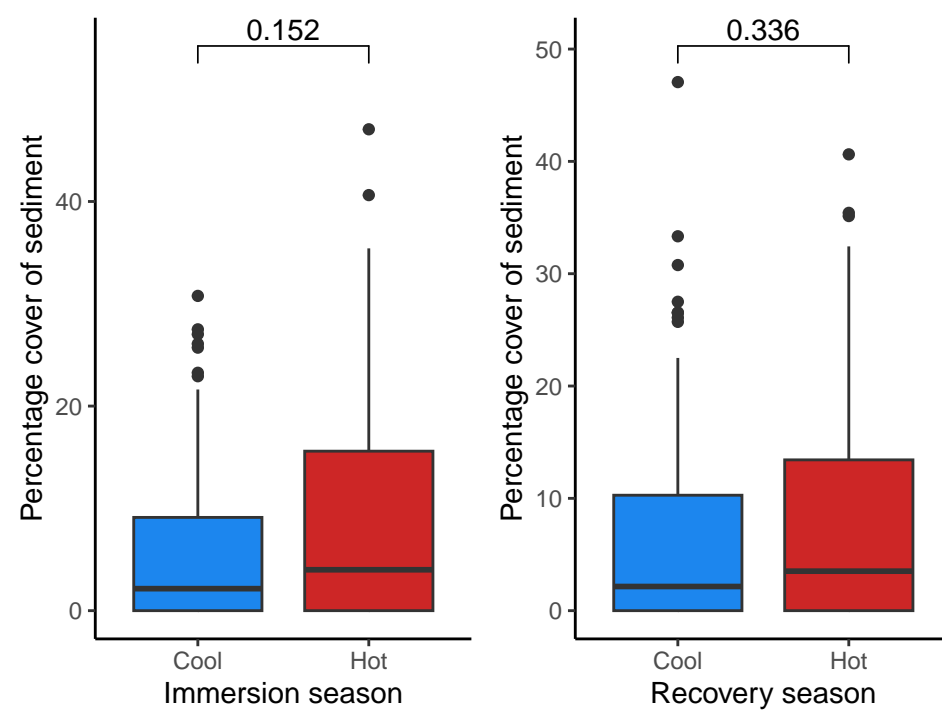 0.152
Percentage cover of sediment
40
20
0
Cool Hot
Immersion season
0.336
Percentage cover of sediment
50
40
30
20
10
0
Cool Hot
Recovery season